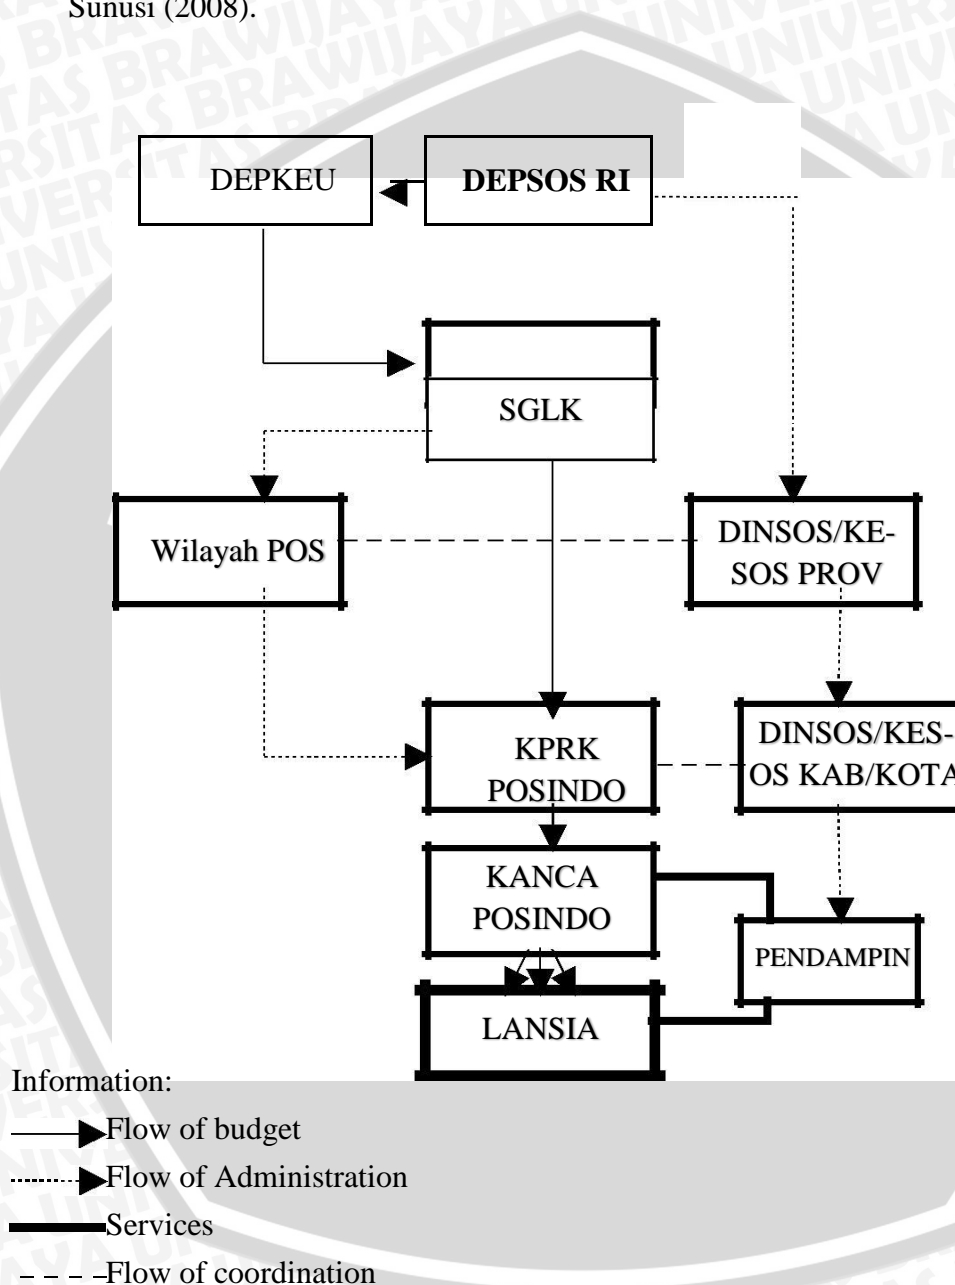 Sunusi (2008).
DEPKEU
DEPSOS RI
SGLK
Wilayah POS
DINSOS/KE-
SOS PROV
KPRK
POSINDO
DINSOS/KES-
OS KAB/KOTA
KANCA
POSINDO
PENDAMPIN
LANSIA
Information:
Flow of budget
Flow of Administration
Services
Flow of coordination